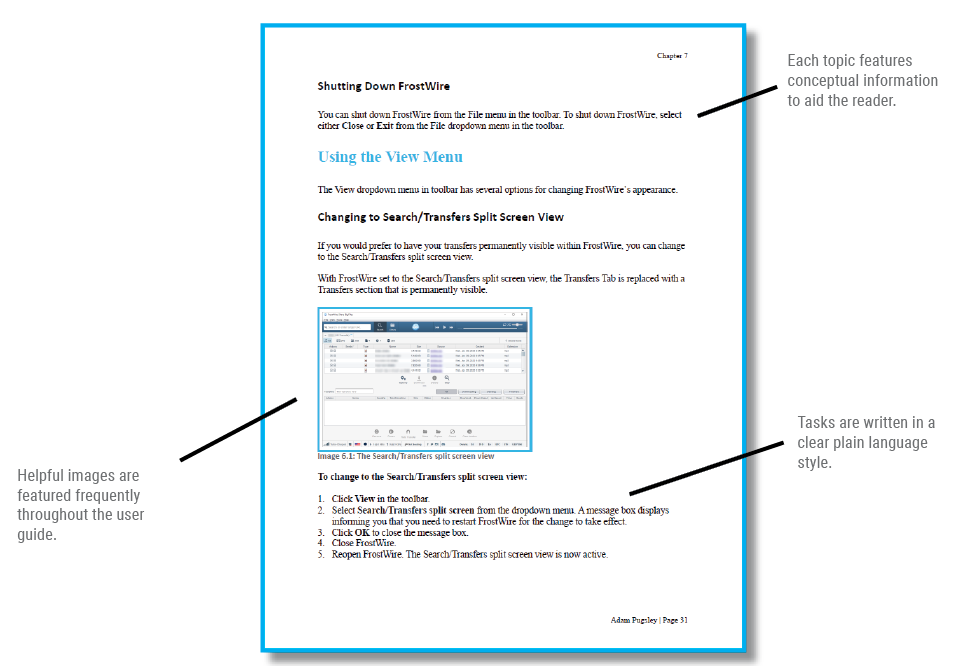 Chapter 7
Each topic features
conceptual information
to aid the reader.
Shutting Down FrostWire
You can shut down FrostWire from the File menu in the toolbar. To shut down FrostWire, select
either Close or Exit from the File dropdown menu in the toolbar.
Using the View Menu
The View dropdown menu in toolbar has several options for changing FrostWire's appearance.
Changing to Search/Transfers Split Screen View
If you would prefer to have your transfers permanently visible within FrostWire, you can change
to the Search/Transfers split screen view.
With FrostWire set to the Search/Transfers split screen view, the Transfers Tab is replaced with a
Transfers section that is permanently visible.
Image 6.1: The Search/Transfers split screen view
Helpful images are
featured frequently
throughout the user
guide.
To change to the Search/Transfers split screen view:
1. Click View in the toolbar.
2. Select Search/Transfers split screen from the dropdown menu. A message box displays
informing you that you need to restart FrostWire for the change to take effect.
3. Click OK to close the message box.
4. Close FrostWire.
5. Reopen FrostWire. The Search/Transfers split screen view is now active.
Tasks are written in a
clear plain language
style.
Adam Pugsley | Page 31